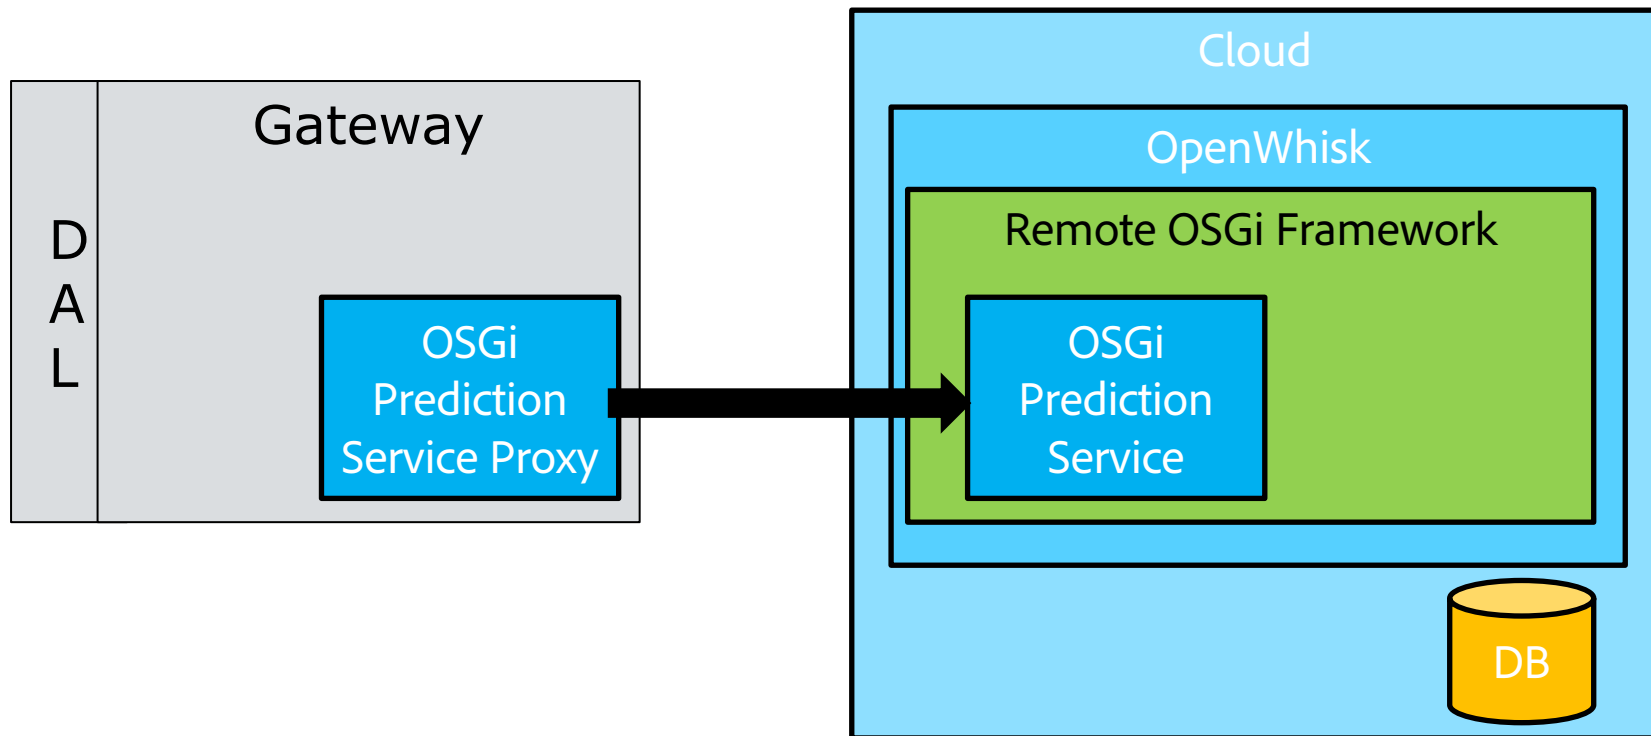 Gateway
D
A
L
OSGi
Prediction
Service Proxy
Cloud
OpenWhisk
Remote OSGi Framework
OSGi
Prediction
Service
DB